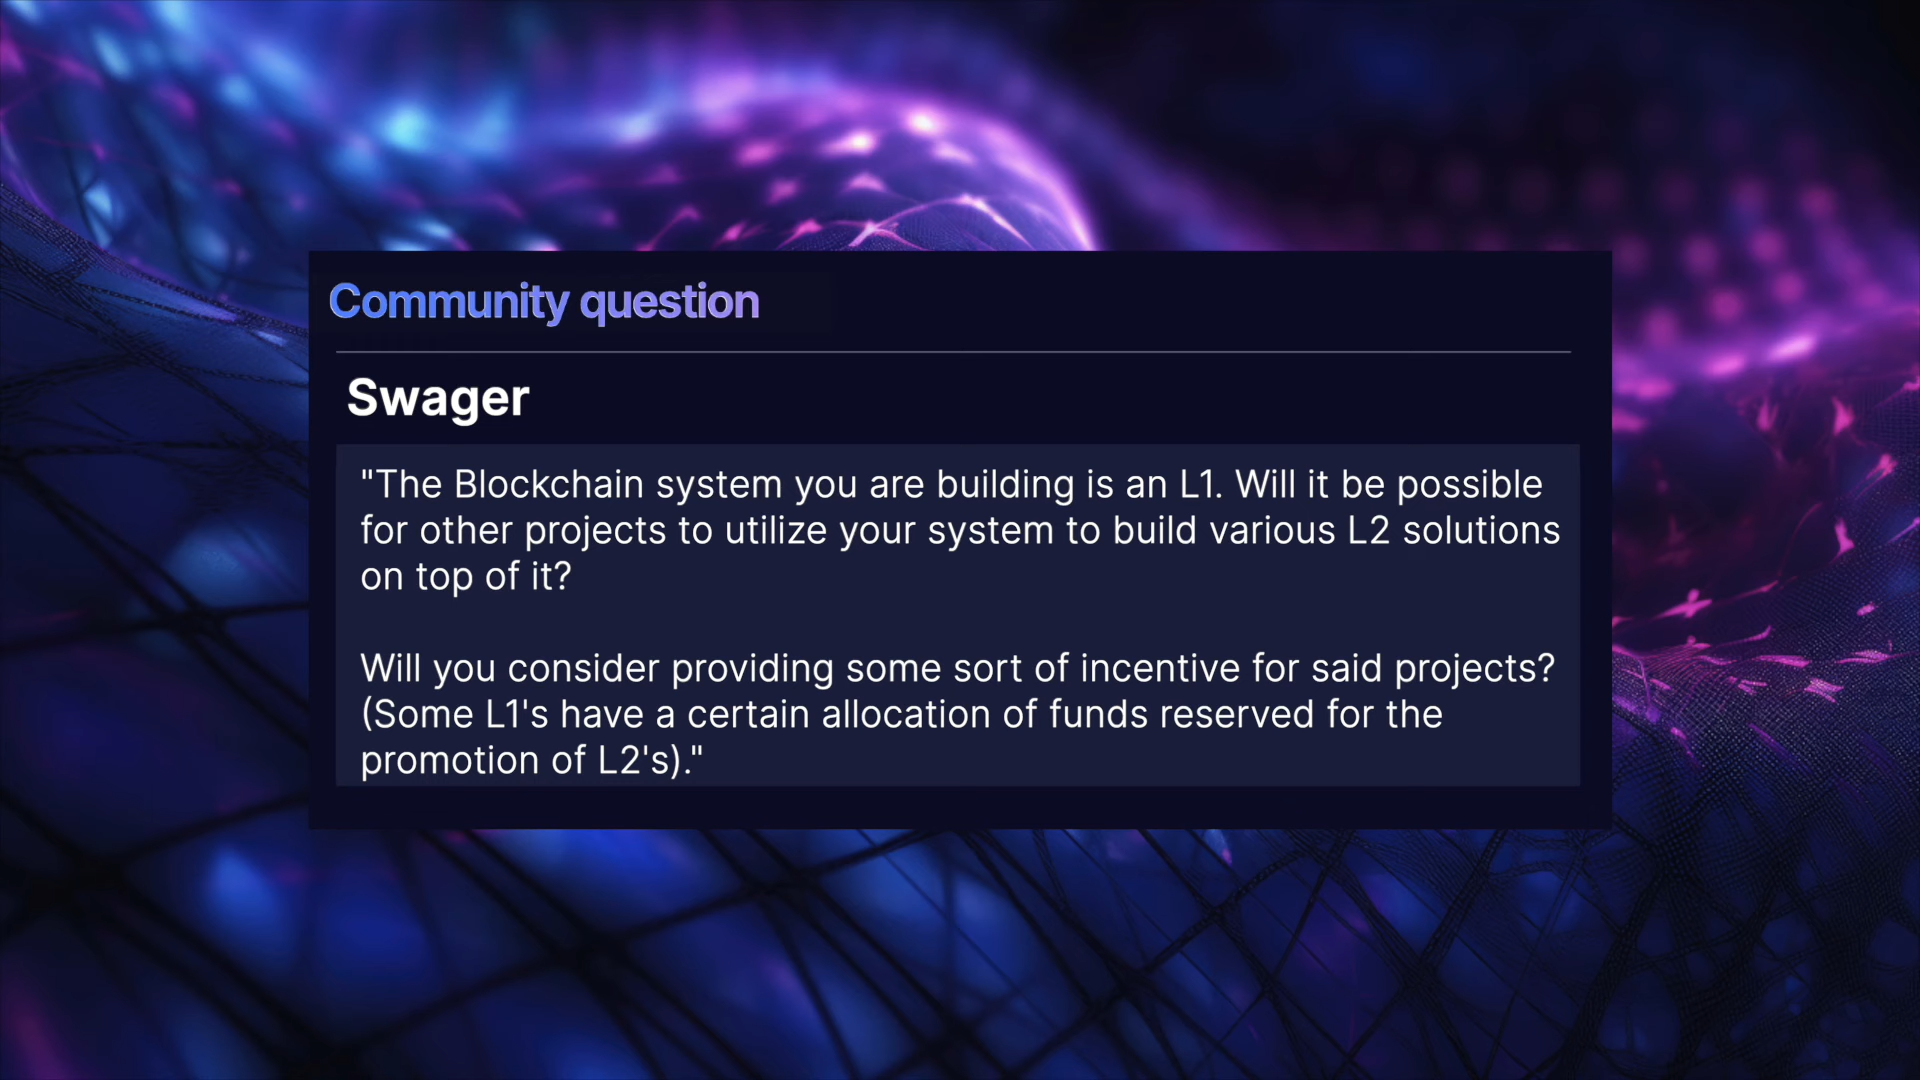 Community question
Swager
"The Blockchain system you are building is an L1. Will it be possible
for other projects to utilize your system to build various L2 solutions
on top of it?
Will you consider providing some sort of incentive for said projects?
(Some L1's have a certain allocation of funds reserved for the
promotion of L2's)."